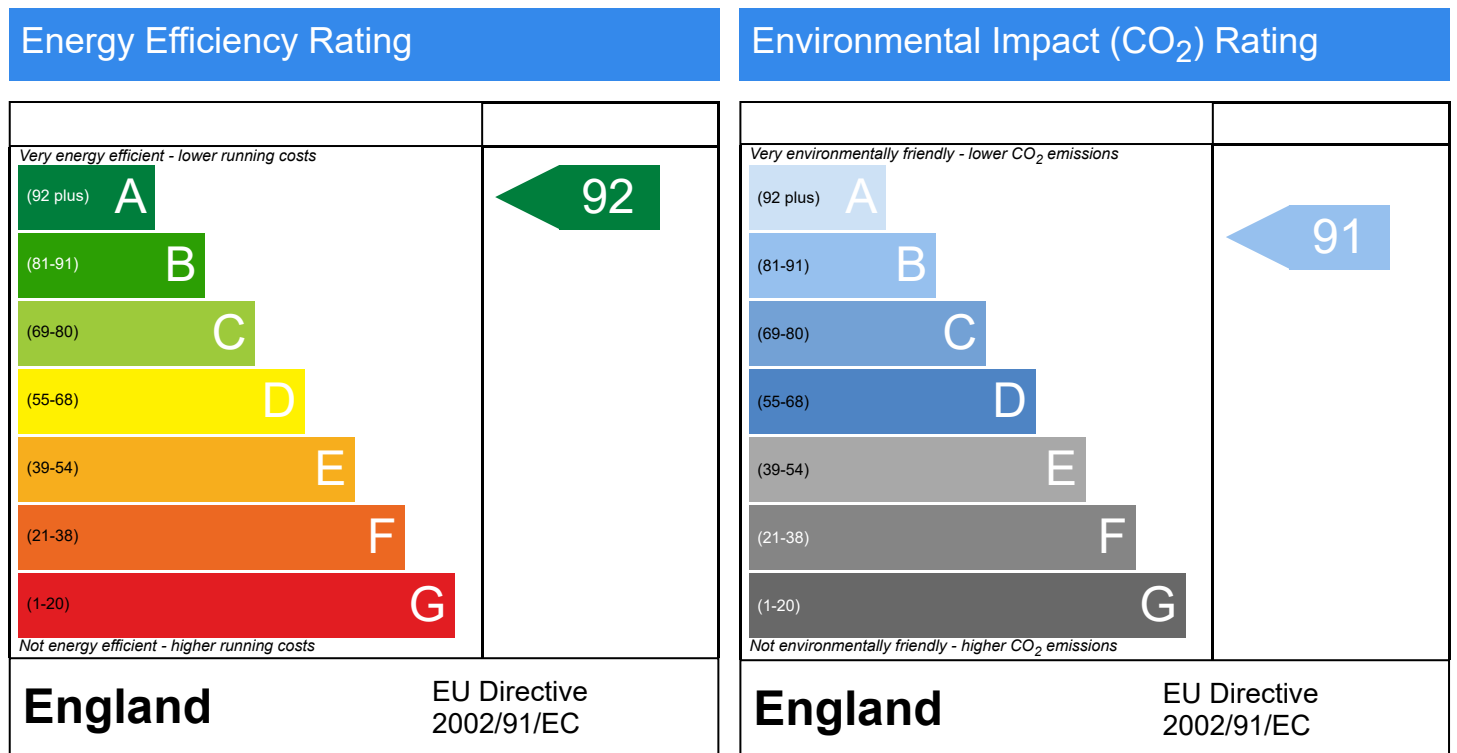 Energy Efficiency Rating
Very energy efficient - lower running costs
(92 plus) A
92
(81-91) B
(69-80) C
(55-68) D
(39-54) E
(21-38) F
(1-20) G
Not energy efficient - higher running costs
England
EU Directive
2002/91/EC
Environmental Impact (CO2) Rating
Very environmentally friendly - lower CO2 emissions
(92 plus) A
91
(81-91) B
(69-80) C
(55-68) D
(39-54) E
(21-38) F
(1-20) G
Not environmentally friendly - higher CO2 emissions
England
EU Directive
2002/91/EC